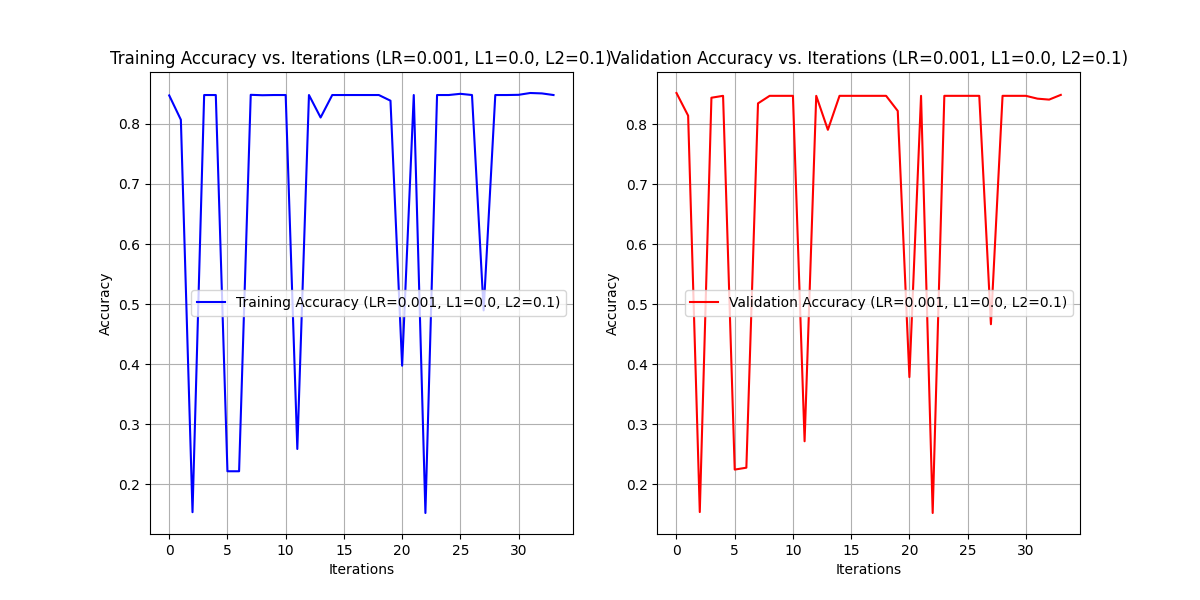 Training Accuracy vs. Iterations (LR=0.001, L1=0.0, L2=0.1)
0.8
0.7
0.6
0.5
0.4
0.3
0.2
Accuracy
Training Accuracy (LR=0.001, L1=0.0, L2=0.1)
0 5 10 15 20 25 30
Iterations
Validation Accuracy vs. Iterations (LR=0.001, L1=0.0, L2=0.1)
0.8
0.7
0.6
0.5
0.4
0.3
0.2
Accuracy
Validation Accuracy (LR=0.001, L1=0.0, L2=0.1)
0 5 10 15 20 25 30
Iterations